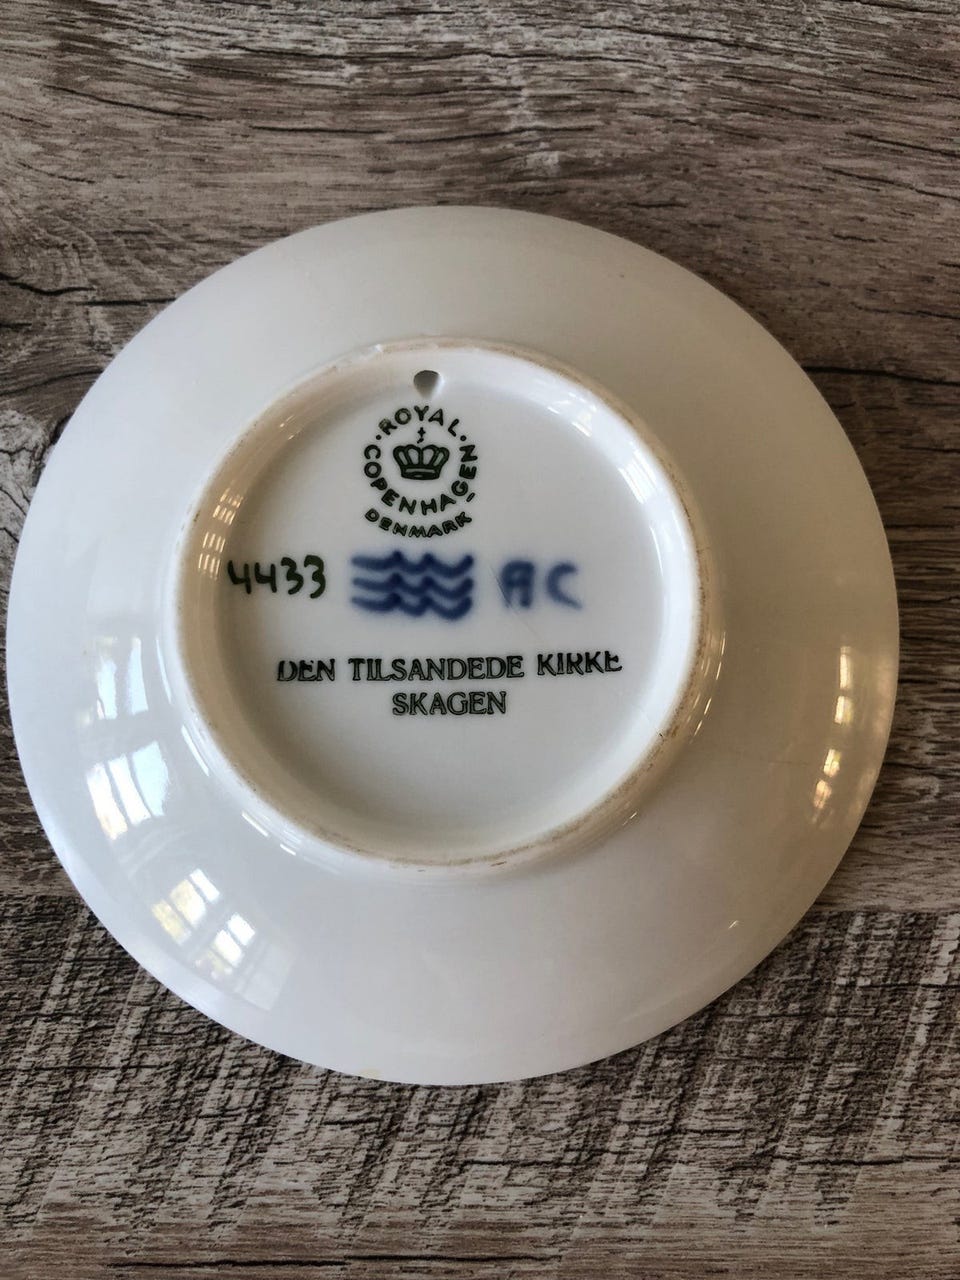 ROYAL
COPENHAGEN
DENMARK
4433 AC
DEN TILSANDEDE KIRKE
SKAGEN